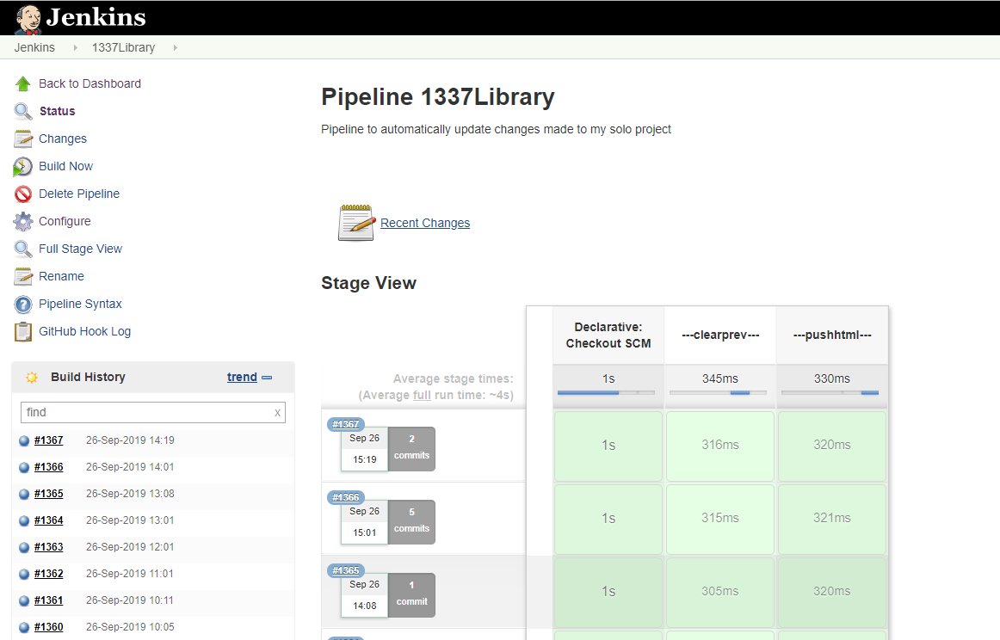 Jenkins
Jenkins 1337Library
Back to Dashboard
Status
Changes
Build Now
Delete Pipeline
Configure
Full Stage View
Rename
Pipeline Syntax
GitHub Hook Log
Build History trend
find x
#1367 26-Sep-2019 14:19
#1366 26-Sep-2019 14:01
#1365 26-Sep-2019 13:08
#1364 26-Sep-2019 13:01
#1363 26-Sep-2019 12:01
#1362 26-Sep-2019 11:01
#1361 26-Sep-2019 10:11
#1360 26-Sep-2019 10:05
Pipeline 1337Library
Pipeline to automatically update changes made to my solo project
Recent Changes
Stage View
Declarative:
Checkout SCM
---clearprev---
---pushhtml---
Average stage times:
(Average full run time: ~4s)
1s 345ms 330ms
#1367
Sep 26
15:19
2
commits
1s 316ms 320ms
#1366
Sep 26
15:01
5
commits
1s 315ms 321ms
#1365
Sep 26
14:08
1
commit
1s 305ms 320ms